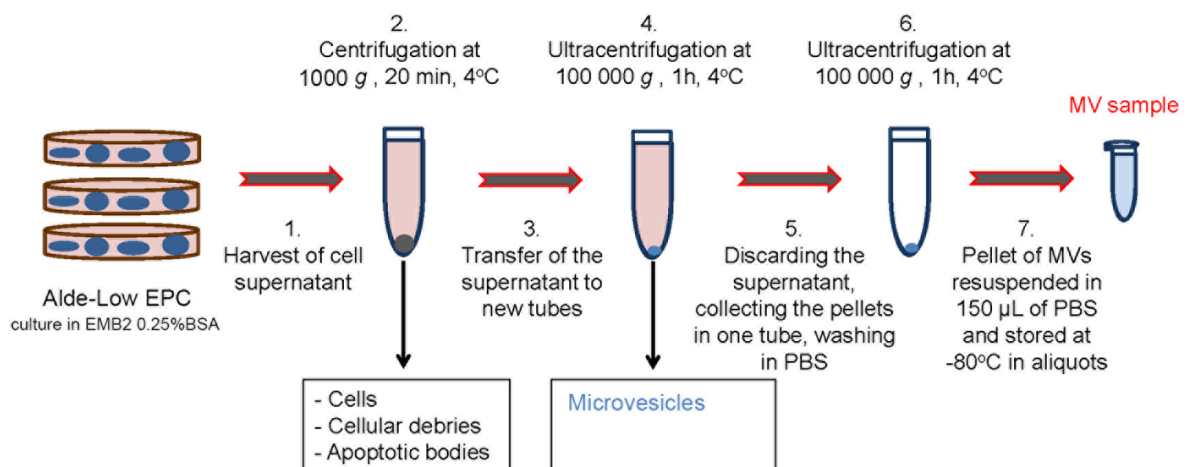 2.
Centrifugation at
1000 g , 20 min, 4ºC
4.
Ultracentrifugation at
100 000 g , 1h, 4ºC
6.
Ultracentrifugation at
100 000 g , 1h, 4ºC
MV sample
1.
Harvest of cell
supernatant
3.
Transfer of the
supernatant to
new tubes
5.
Discarding the
supernatant,
collecting the pellets
in one tube, washing
in PBS
7.
Pellet of MVs
resuspended in
150 µL of PBS
and stored at
-80ºC in aliquots
Alde-Low EPC
culture in EMB2 0.25%BSA
- Cells
- Cellular debries
- Apoptotic bodies
Microvesicles